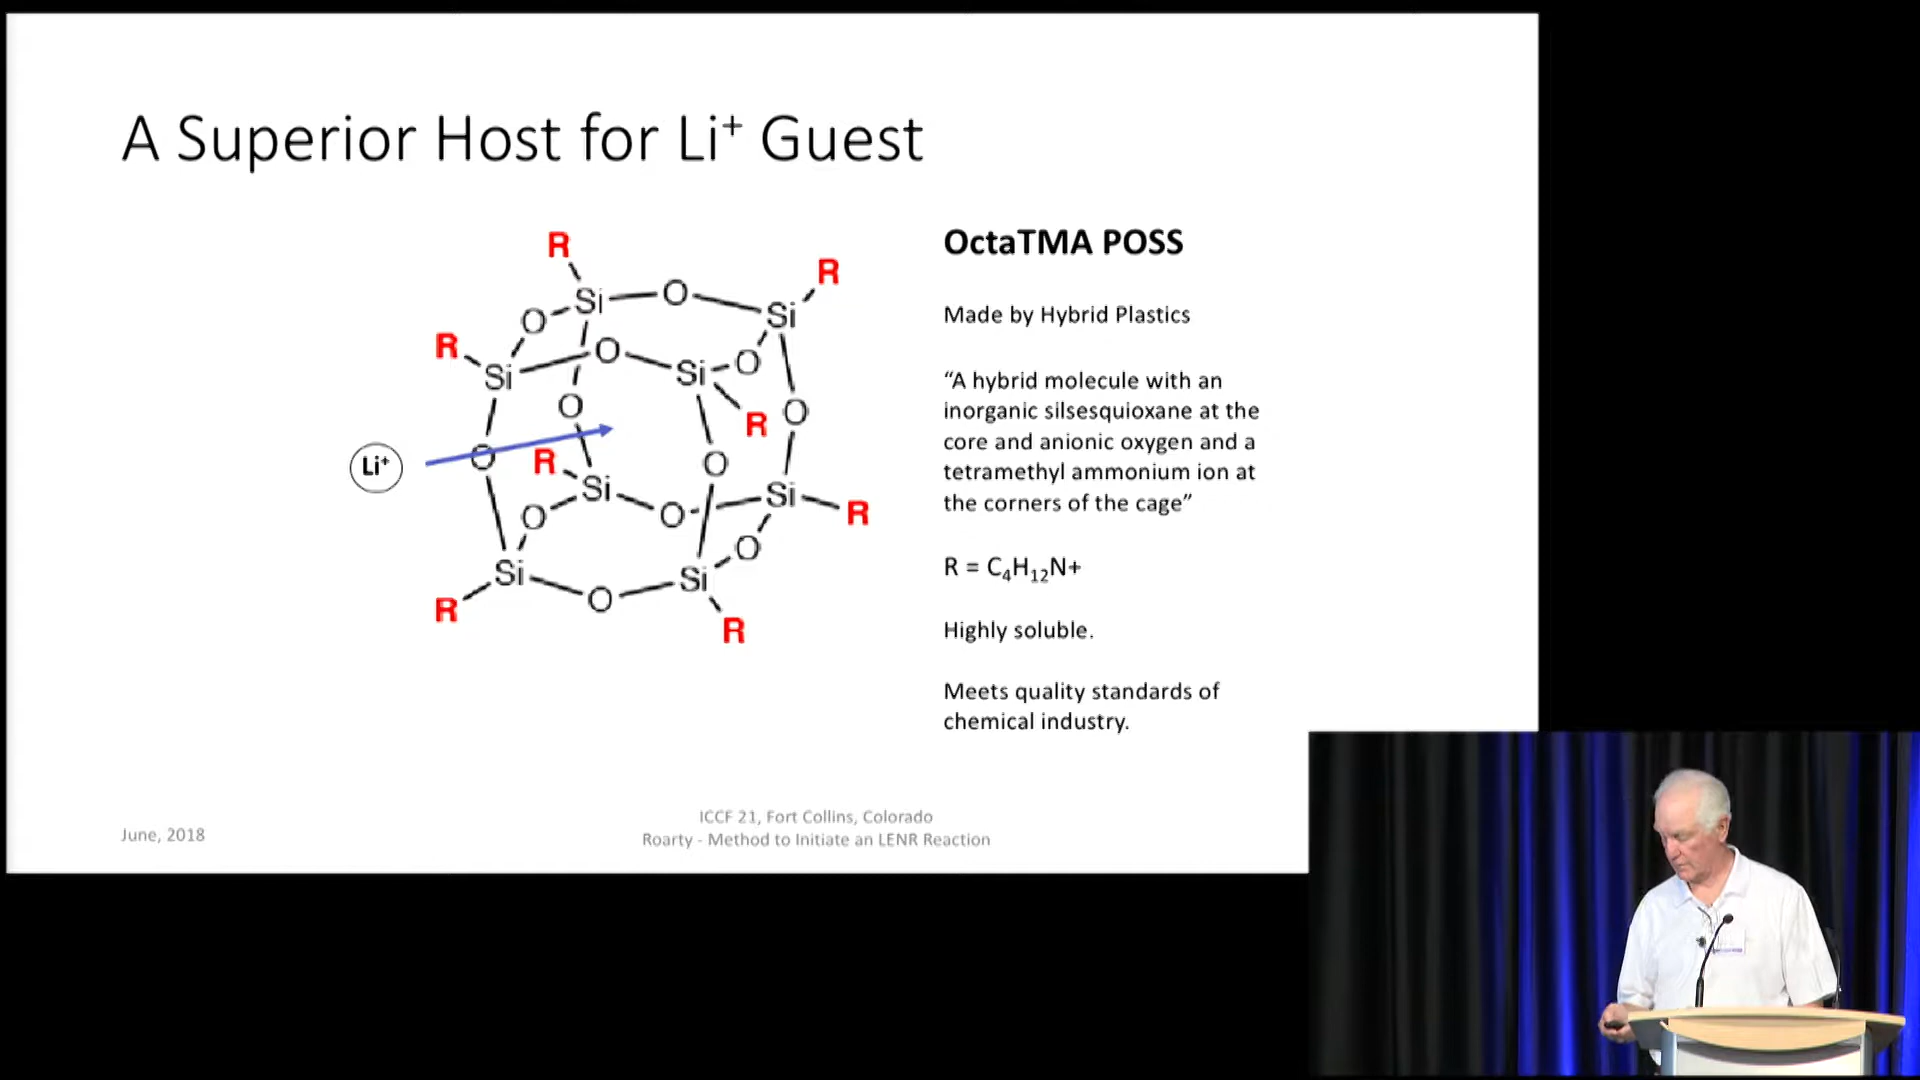 A Superior Host for Li⁺ Guest
R
R
Si
O
Si
O
R
Si
O
Si
O
R
O
O
Li⁺
O
R
O
Si
Si
R
O
O
O
Si
Si
O
R
R
OctaTMA POSS
Made by Hybrid Plastics
“A hybrid molecule with an
inorganic silsesquioxane at the
core and anionic oxygen and a
tetramethyl ammonium ion at
the corners of the cage”
R = C₄H₁₂N+
Highly soluble.
Meets quality standards of
chemical industry.
June, 2018
ICCF 21, Fort Collins, Colorado
Roarty - Method to Initiate an LENR Reaction